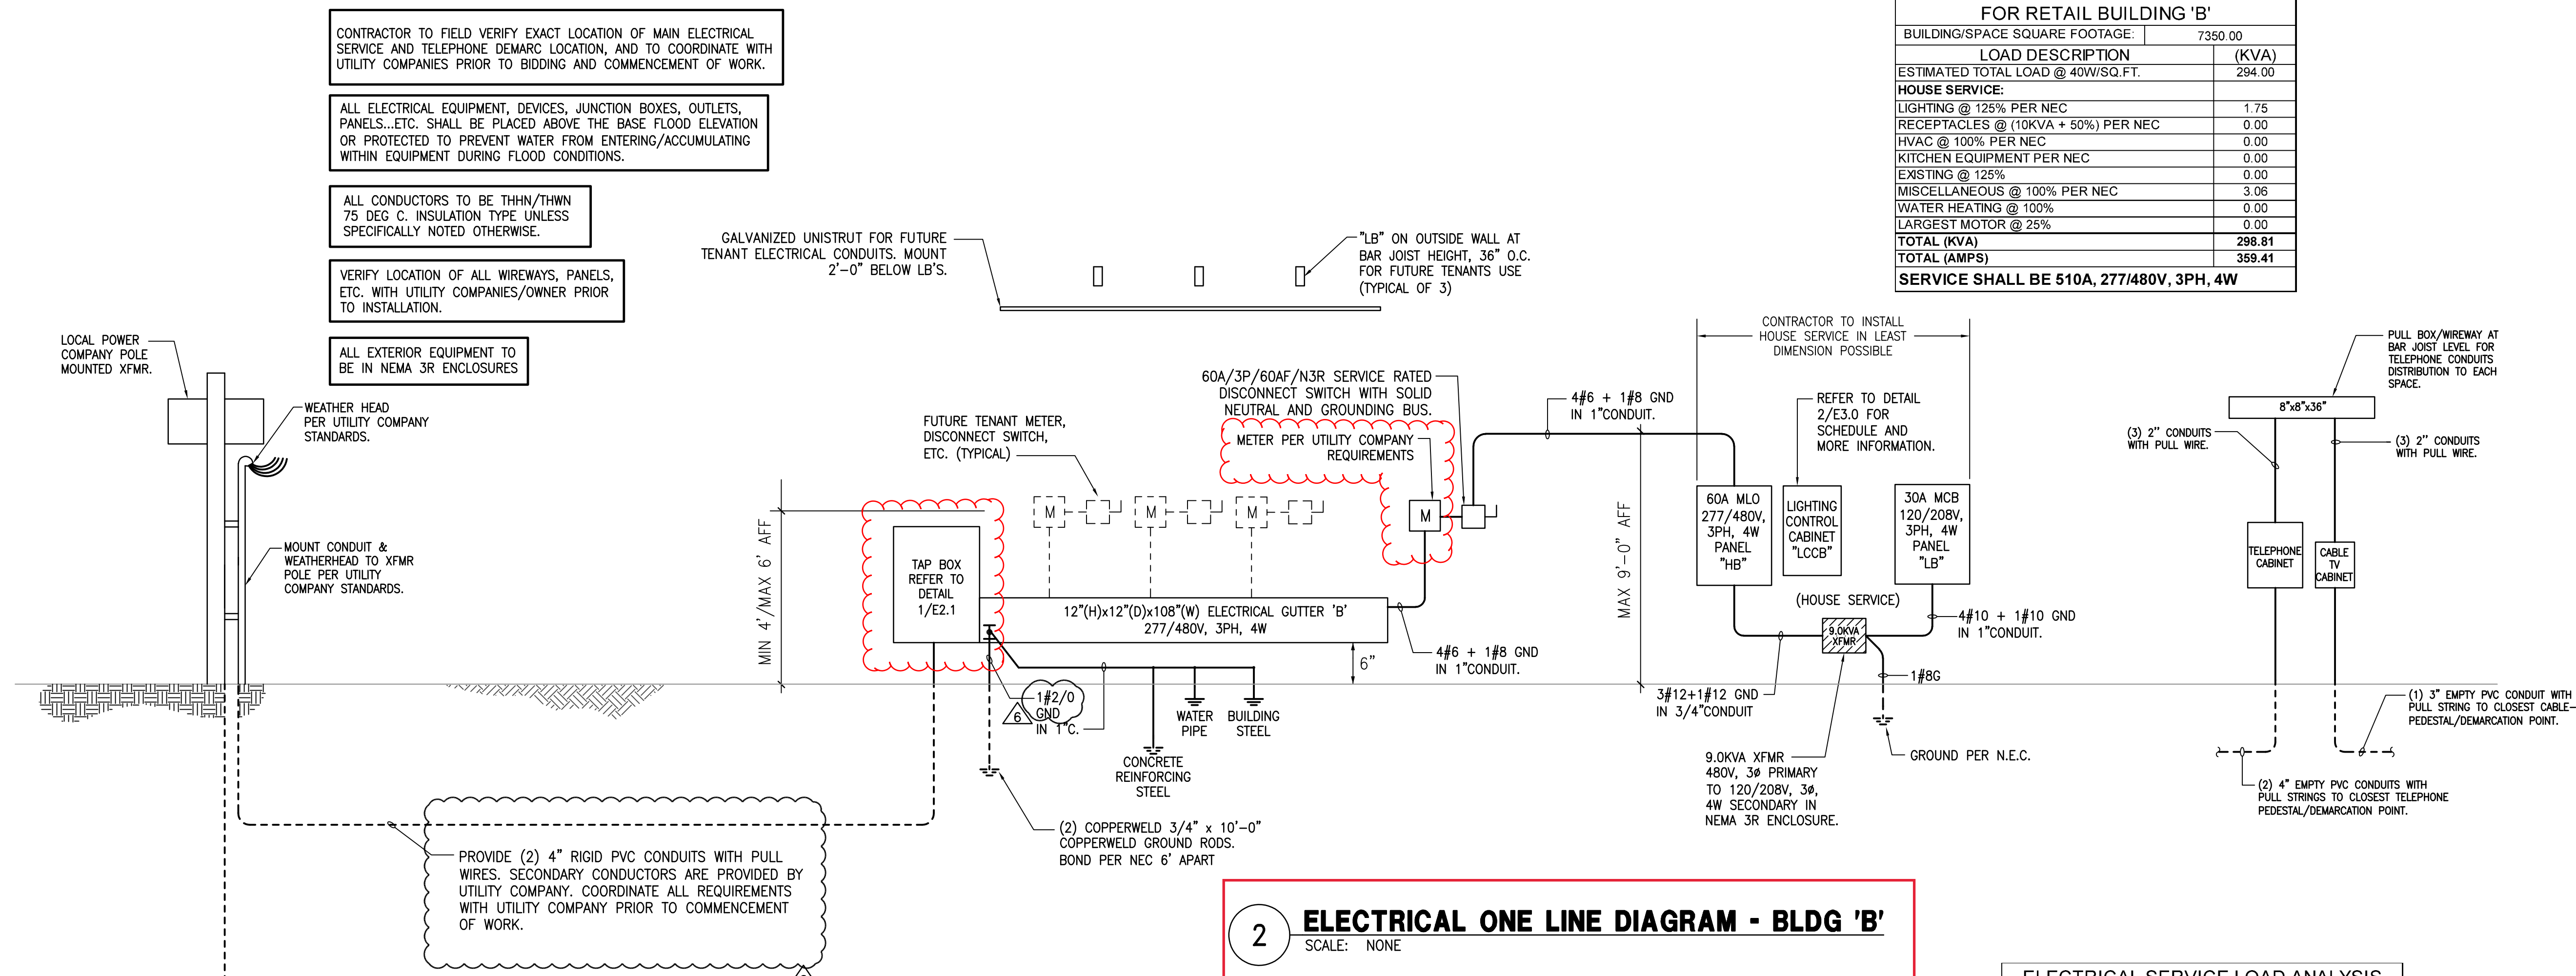 CONTRACTOR TO FIELD VERIFY EXACT LOCATION OF MAIN ELECTRICAL
SERVICE AND TELEPHONE DEMARC LOCATION, AND TO COORDINATE WITH
UTILITY COMPANIES PRIOR TO BIDDING AND COMMENCEMENT OF WORK.
ALL ELECTRICAL EQUIPMENT, DEVICES, JUNCTION BOXES, OUTLETS,
PANELS...ETC. SHALL BE PLACED ABOVE THE BASE FLOOD ELEVATION
OR PROTECTED TO PREVENT WATER FROM ENTERING/ACCUMULATING
WITHIN EQUIPMENT DURING FLOOD CONDITIONS.
ALL CONDUCTORS TO BE THHN/THWN
75 DEG C. INSULATION TYPE UNLESS
SPECIFICALLY NOTED OTHERWISE.
VERIFY LOCATION OF ALL WIREWAYS, PANELS,
ETC. WITH UTILITY COMPANIES/OWNER PRIOR
TO INSTALLATION.
ALL EXTERIOR EQUIPMENT TO
BE IN NEMA 3R ENCLOSURES
FOR RETAIL BUILDING 'B'
BUILDING/SPACE SQUARE FOOTAGE: 7350.00
LOAD DESCRIPTION (KVA)
ESTIMATED TOTAL LOAD @ 40W/SQ.FT. 294.00
HOUSE SERVICE:
LIGHTING @ 125% PER NEC 1.75
RECEPTACLES @ (10KVA + 50%) PER NEC 0.00
HVAC @ 100% PER NEC 0.00
KITCHEN EQUIPMENT PER NEC 0.00
EXISTING @ 125% 0.00
MISCELLANEOUS @ 100% PER NEC 3.06
WATER HEATING @ 100% 0.00
LARGEST MOTOR @ 25% 0.00
TOTAL (KVA) 298.81
TOTAL (AMPS) 359.41
SERVICE SHALL BE 510A, 277/480V, 3PH, 4W
LOCAL POWER
COMPANY POLE
MOUNTED XFMR.
WEATHER HEAD
PER UTILITY COMPANY
STANDARDS.
MOUNT CONDUIT &
WEATHERHEAD TO XFMR
POLE PER UTILITY
COMPANY STANDARDS.
GALVANIZED UNISTRUT FOR FUTURE
TENANT ELECTRICAL CONDUITS. MOUNT
2'-0" BELOW LB'S.
"LB" ON OUTSIDE WALL AT
BAR JOIST HEIGHT, 36" O.C.
FOR FUTURE TENANTS USE
(TYPICAL OF 3)
60A/3P/60AF/N3R SERVICE RATED
DISCONNECT SWITCH WITH SOLID
NEUTRAL AND GROUNDING BUS.
METER PER UTILITY COMPANY
REQUIREMENTS
FUTURE TENANT METER,
DISCONNECT SWITCH,
ETC. (TYPICAL)
M
M
M
M
MIN 4'/MAX 6' AFF
TAP BOX
REFER TO
DETAIL
1/E2.1
12"(H)x12"(D)x108"(W) ELECTRICAL GUTTER 'B'
277/480V, 3PH, 4W
6"
4#6 + 1#8 GND
IN 1"CONDUIT.
4#6 + 1#8 GND
IN 1"CONDUIT.
MAX 9'-0" AFF
CONTRACTOR TO INSTALL
HOUSE SERVICE IN LEAST
DIMENSION POSSIBLE
REFER TO DETAIL
2/E3.0 FOR
SCHEDULE AND
MORE INFORMATION.
60A MLO
277/480V,
3PH, 4W
PANEL
"HB"
LIGHTING
CONTROL
CABINET
"LCCB"
30A MCB
120/208V,
3PH, 4W
PANEL
"LB"
(HOUSE SERVICE)
9.0KVA
XFMR
4#10 + 1#10 GND
IN 1"CONDUIT.
3#12+1#12 GND
IN 3/4"CONDUIT
1#8G
GROUND PER N.E.C.
9.0KVA XFMR
480V, 3ø PRIMARY
TO 120/208V, 3ø,
4W SECONDARY IN
NEMA 3R ENCLOSURE.
1#2/0
GND
IN 1"C.
6
WATER
PIPE
BUILDING
STEEL
CONCRETE
REINFORCING
STEEL
(2) COPPERWELD 3/4" x 10'-0"
COPPERWELD GROUND RODS.
BOND PER NEC 6' APART
PROVIDE (2) 4" RIGID PVC CONDUITS WITH PULL
WIRES. SECONDARY CONDUCTORS ARE PROVIDED BY
UTILITY COMPANY. COORDINATE ALL REQUIREMENTS
WITH UTILITY COMPANY PRIOR TO COMMENCEMENT
OF WORK.
PULL BOX/WIREWAY AT
BAR JOIST LEVEL FOR
TELEPHONE CONDUITS
DISTRIBUTION TO EACH
SPACE.
8"x8"x36"
(3) 2" CONDUITS
WITH PULL WIRE.
(3) 2" CONDUITS
WITH PULL WIRE.
TELEPHONE
CABINET
CABLE
TV
CABINET
(1) 3" EMPTY PVC CONDUIT WITH
PULL STRING TO CLOSEST CABLE-
PEDESTAL/DEMARCATION POINT.
(2) 4" EMPTY PVC CONDUITS WITH
PULL STRINGS TO CLOSEST TELEPHONE
PEDESTAL/DEMARCATION POINT.
2 ELECTRICAL ONE LINE DIAGRAM - BLDG 'B'
SCALE: NONE
ELECTRICAL SERVICE LOAD ANALYSIS